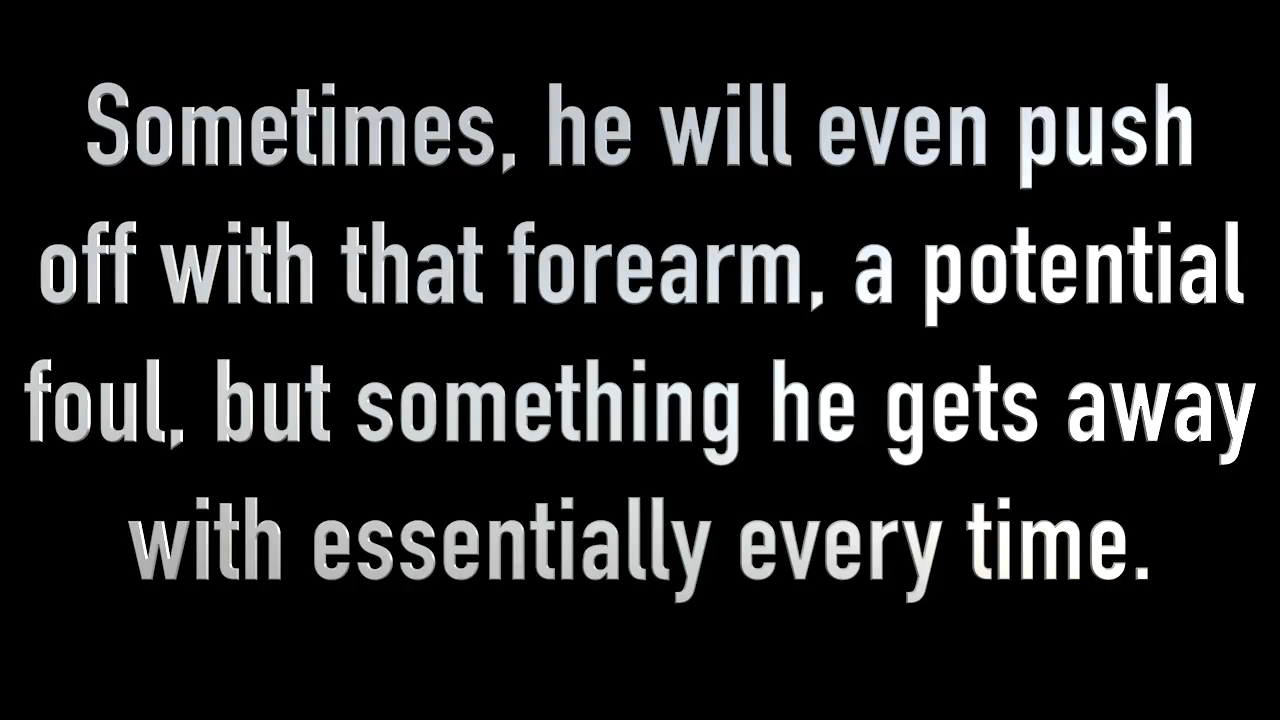 Sometimes, he will even push
off with that forearm, a potential
foul, but something he gets away
with essentially every time.